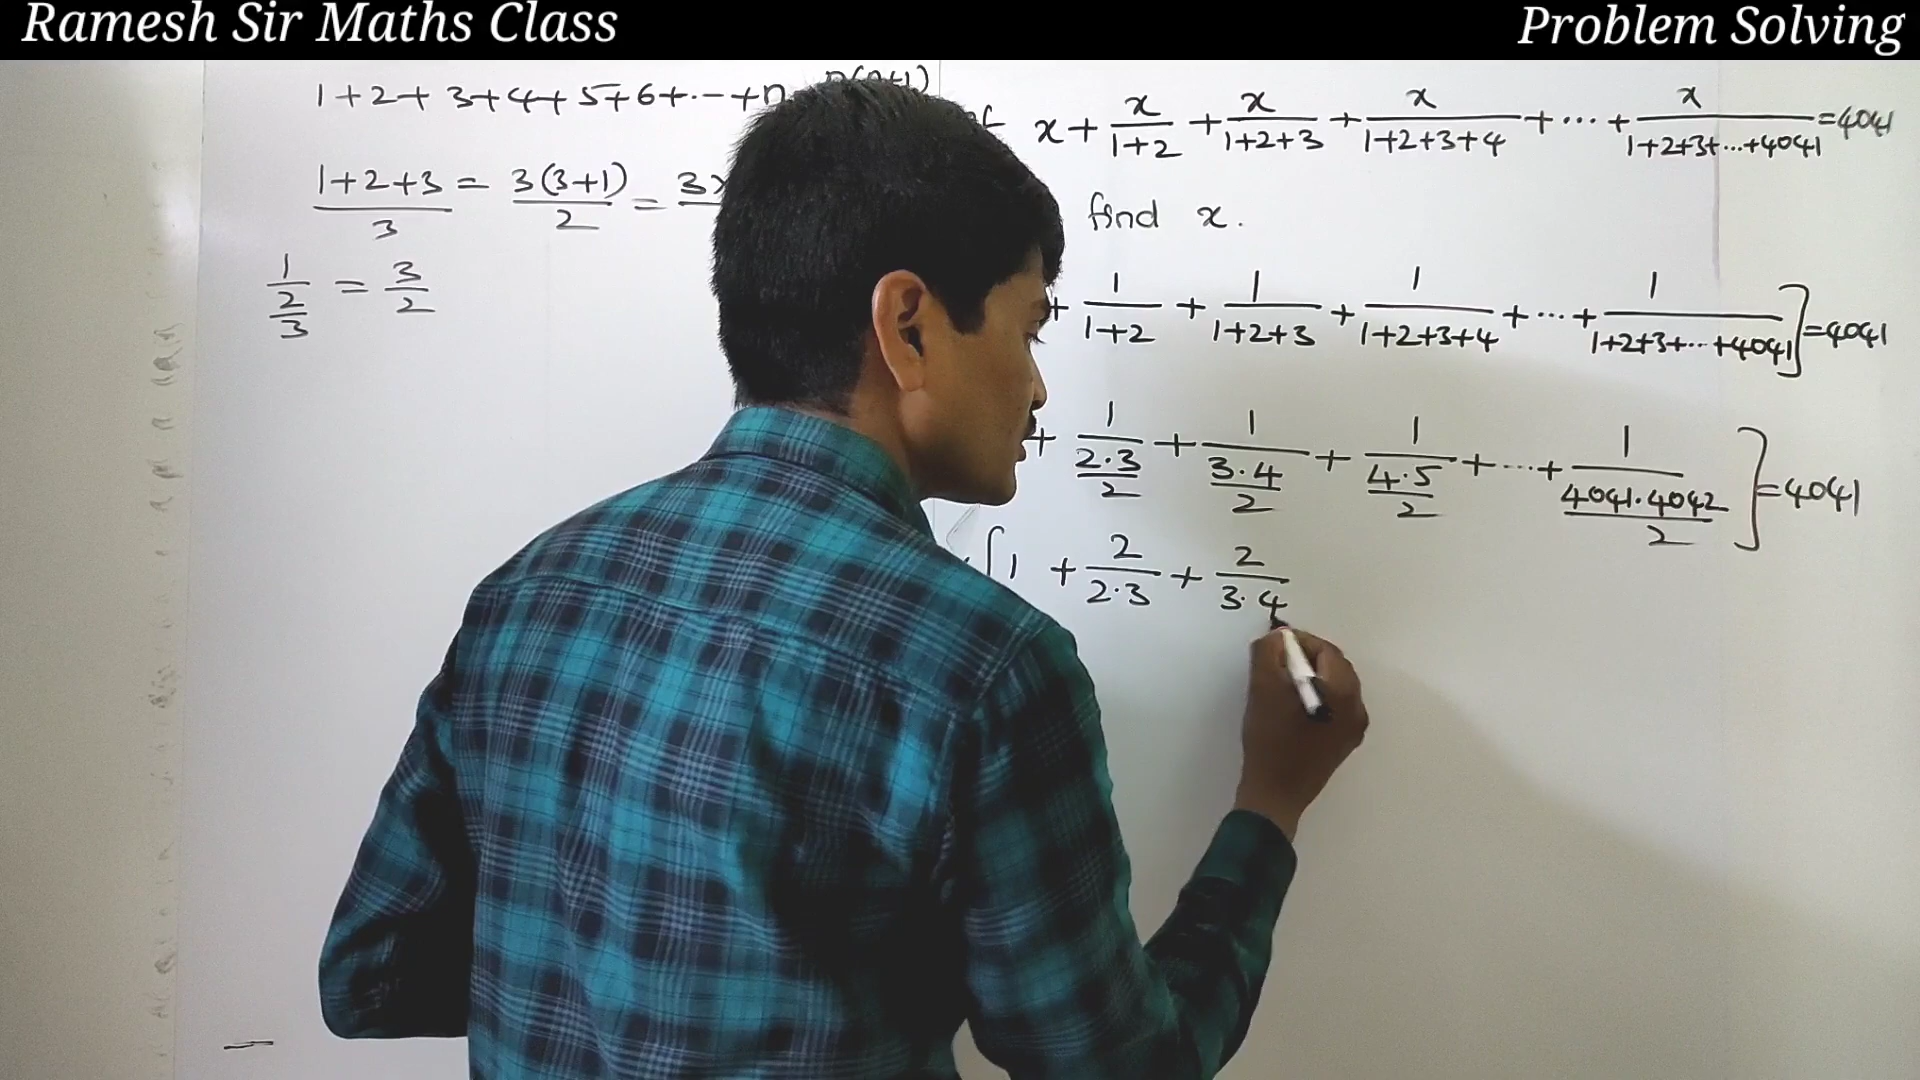 Ramesh Sir Maths Class
Problem Solving
1+2+3+4+5+6+...+n n(n+1)
1+2+3/3 = 3(3+1)/2 = 3×
1/(2/3) = 3/2
x + x/1+2 + x/1+2+3 + x/1+2+3+4 + ... + x/1+2+3+...+4041 = 4041
find x.
+ 1/1+2 + 1/1+2+3 + 1/1+2+3+4 + ... + 1/1+2+3+...+4041 ] = 4041
+ 1/(2·3/2) + 1/(3·4/2) + 1/(4·5/2) + ... + 1/(4041·4042/2) ] = 4041
[ 1 + 2/2·3 + 2/3·4